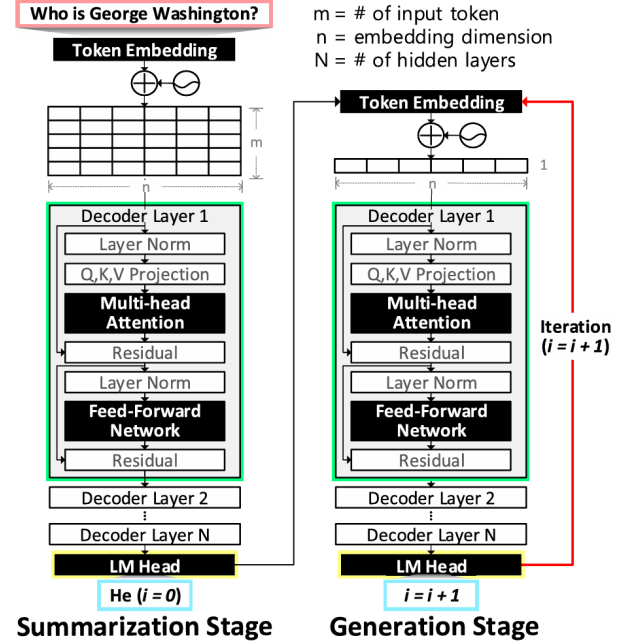 Who is George Washington?
m = # of input token
n = embedding dimension
N = # of hidden layers
Token Embedding
m
n
Decoder Layer 1
Layer Norm
Q,K,V Projection
Multi-head
Attention
Residual
Layer Norm
Feed-Forward
Network
Residual
Decoder Layer 2
Decoder Layer N
LM Head
He (i = 0)
Summarization Stage
Token Embedding
1
n
Decoder Layer 1
Layer Norm
Q,K,V Projection
Multi-head
Attention
Residual
Layer Norm
Feed-Forward
Network
Residual
Decoder Layer 2
Decoder Layer N
LM Head
i = i + 1
Generation Stage
Iteration
(i = i + 1)